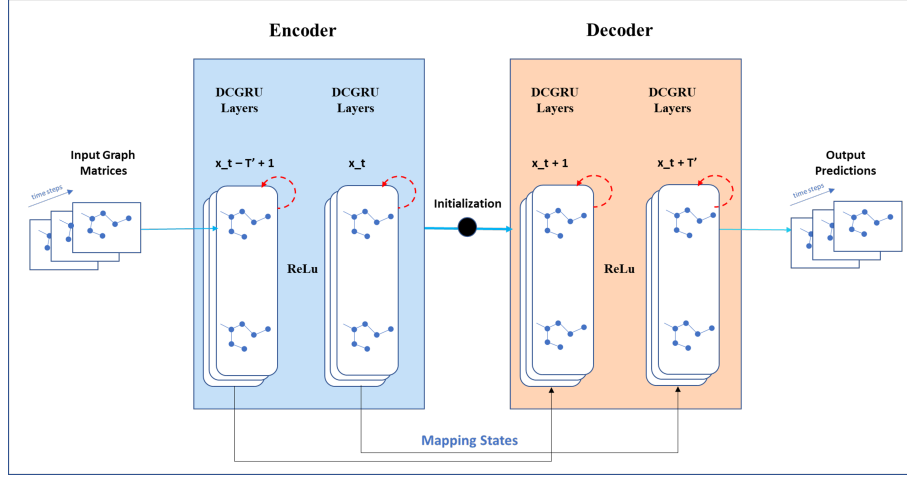 Encoder
Decoder
DCGRU
Layers
DCGRU
Layers
DCGRU
Layers
DCGRU
Layers
Input Graph
Matrices
x_t – T' + 1
x_t
x_t + 1
x_t + T'
Output
Predictions
time steps
Initialization
time steps
ReLu
ReLu
Mapping States